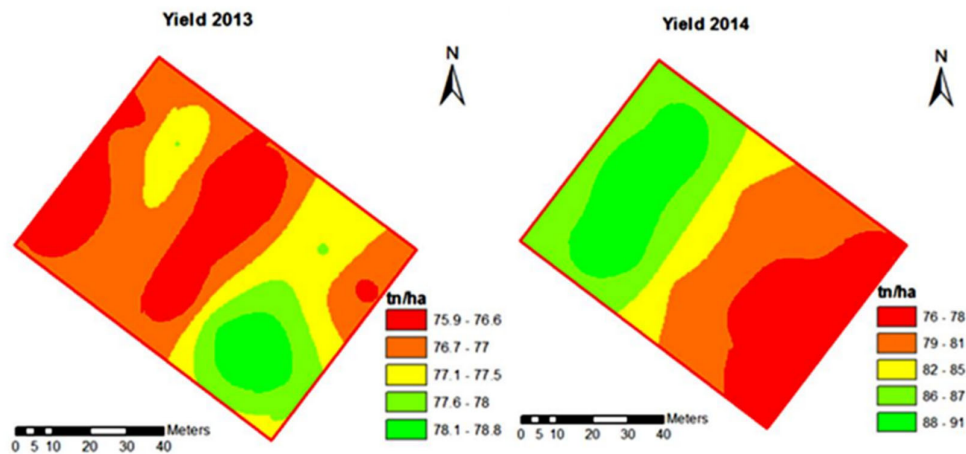 Yield 2013
N
tn/ha
75.9 - 76.6
76.7 - 77
77.1 - 77.5
77.6 - 78
78.1 - 78.8
Meters
0 5 10 20 30 40
Yield 2014
N
tn/ha
76 - 78
79 - 81
82 - 85
86 - 87
88 - 91
Meters
0 5 10 20 30 40